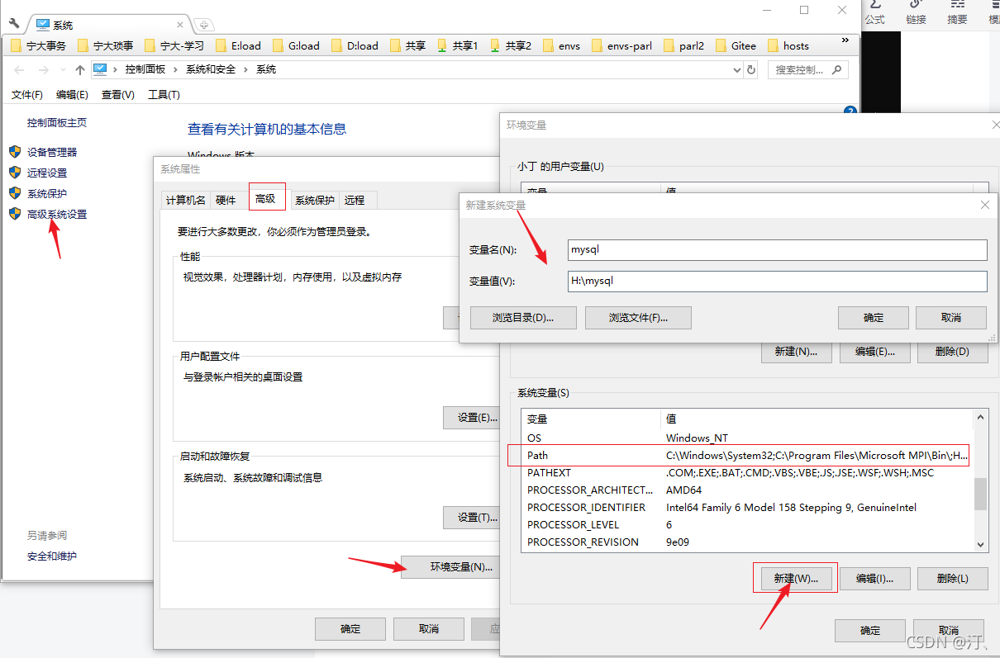 系统
公式
链接
摘要
宁大事务
宁大琐事
宁大-学习
E:load
G:load
D:load
共享
共享1
共享2
envs
envs-parl
parl2
Gitee
hosts
»
控制面板 › 系统和安全 › 系统
搜索控制...
文件(F) 编辑(E) 查看(V) 工具(T)
控制面板主页
设备管理器
远程设置
系统保护
高级系统设置
另请参阅
安全和维护
查看有关计算机的基本信息
Windows 版本
系统属性
计算机名
硬件
高级
系统保护
远程
要进行大多数更改，你必须作为管理员登录。
性能
视觉效果，处理器计划，内存使用，以及虚拟内存
用户配置文件
与登录帐户相关的桌面设置
设置(E)...
启动和故障恢复
系统启动、系统故障和调试信息
设置(T)...
环境变量(N)...
确定
取消
应
环境变量
小丁 的用户变量(U)
变量 值
新建系统变量
变量名(N): mysql
变量值(V): H:\mysql
浏览目录(D)...
浏览文件(F)...
确定
取消
新建(N)...
编辑(E)...
删除(D)
系统变量(S)
变量 值
OS Windows_NT
Path C:\Windows\System32;C:\Program Files\Microsoft MPI\Bin\;H...
PATHEXT .COM;.EXE;.BAT;.CMD;.VBS;.VBE;.JS;.JSE;.WSF;.WSH;.MSC
PROCESSOR_ARCHITECT... AMD64
PROCESSOR_IDENTIFIER Intel64 Family 6 Model 158 Stepping 9, GenuineIntel
PROCESSOR_LEVEL 6
PROCESSOR_REVISION 9e09
新建(W)...
编辑(I)...
删除(L)
确定
取消
CSDN @汀、